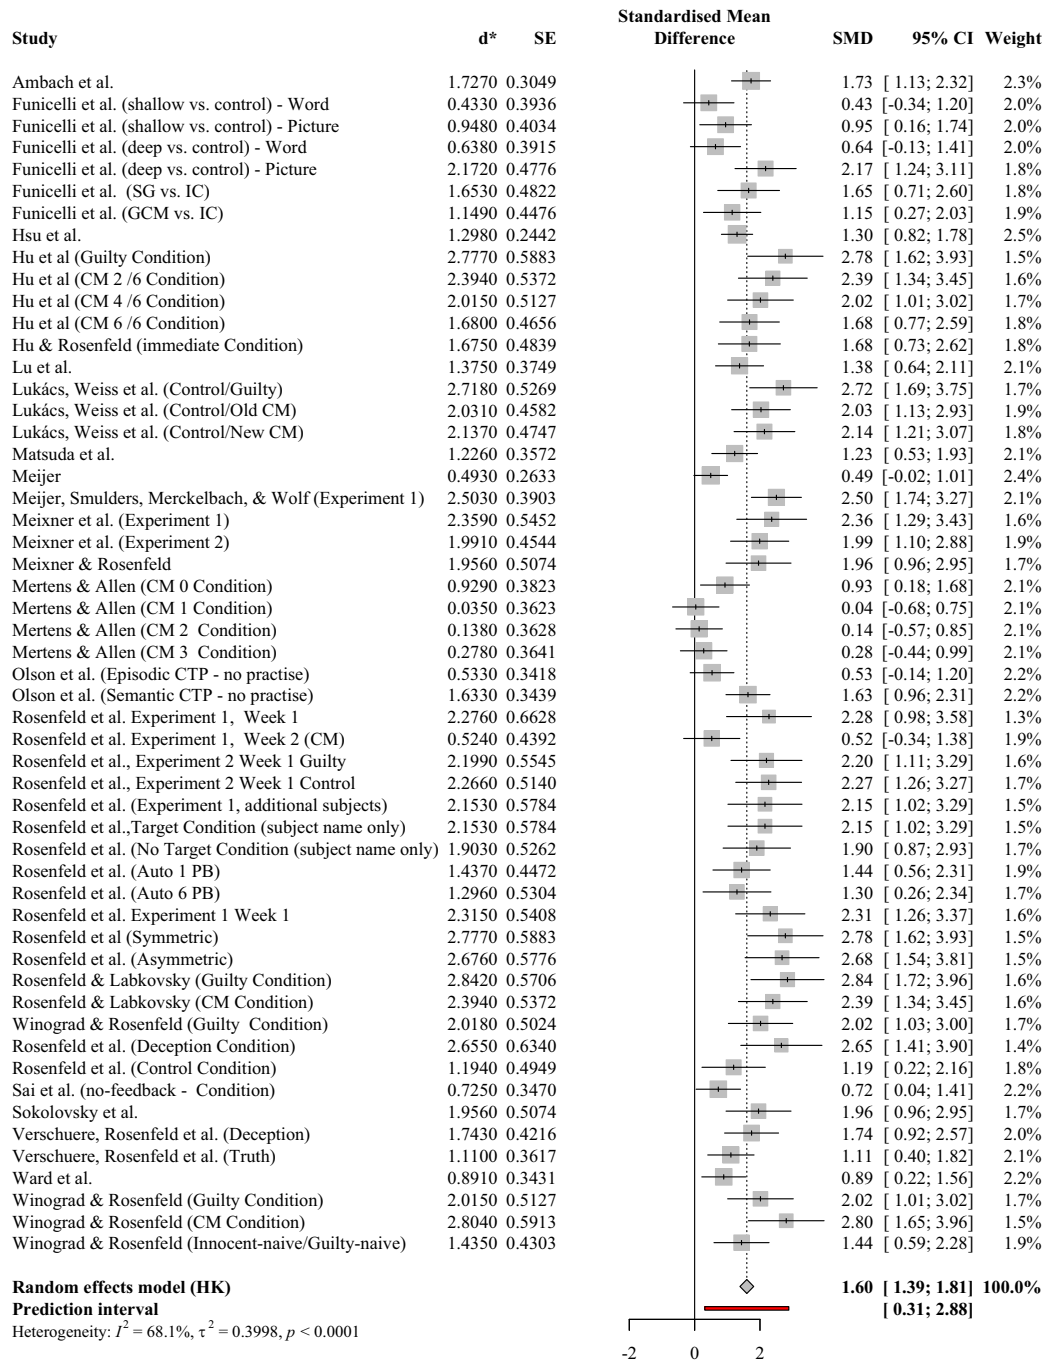 Standardised Mean
Study d* SE Difference SMD 95% CI Weight
Ambach et al. 1.7270 0.3049 1.73 [ 1.13; 2.32] 2.3%
Funicelli et al. (shallow vs. control) - Word 0.4330 0.3936 0.43 [-0.34; 1.20] 2.0%
Funicelli et al. (shallow vs. control) - Picture 0.9480 0.4034 0.95 [ 0.16; 1.74] 2.0%
Funicelli et al. (deep vs. control) - Word 0.6380 0.3915 0.64 [-0.13; 1.41] 2.0%
Funicelli et al. (deep vs. control) - Picture 2.1720 0.4776 2.17 [ 1.24; 3.11] 1.8%
Funicelli et al. (SG vs. IC) 1.6530 0.4822 1.65 [ 0.71; 2.60] 1.8%
Funicelli et al. (GCM vs. IC) 1.1490 0.4476 1.15 [ 0.27; 2.03] 1.9%
Hsu et al. 1.2980 0.2442 1.30 [ 0.82; 1.78] 2.5%
Hu et al (Guilty Condition) 2.7770 0.5883 2.78 [ 1.62; 3.93] 1.5%
Hu et al (CM 2 /6 Condition) 2.3940 0.5372 2.39 [ 1.34; 3.45] 1.6%
Hu et al (CM 4 /6 Condition) 2.0150 0.5127 2.02 [ 1.01; 3.02] 1.7%
Hu et al (CM 6 /6 Condition) 1.6800 0.4656 1.68 [ 0.77; 2.59] 1.8%
Hu & Rosenfeld (immediate Condition) 1.6750 0.4839 1.68 [ 0.73; 2.62] 1.8%
Lu et al. 1.3750 0.3749 1.38 [ 0.64; 2.11] 2.1%
Lukács, Weiss et al. (Control/Guilty) 2.7180 0.5269 2.72 [ 1.69; 3.75] 1.7%
Lukács, Weiss et al. (Control/Old CM) 2.0310 0.4582 2.03 [ 1.13; 2.93] 1.9%
Lukács, Weiss et al. (Control/New CM) 2.1370 0.4747 2.14 [ 1.21; 3.07] 1.8%
Matsuda et al. 1.2260 0.3572 1.23 [ 0.53; 1.93] 2.1%
Meijer 0.4930 0.2633 0.49 [-0.02; 1.01] 2.4%
Meijer, Smulders, Merckelbach, & Wolf (Experiment 1) 2.5030 0.3903 2.50 [ 1.74; 3.27] 2.1%
Meixner et al. (Experiment 1) 2.3590 0.5452 2.36 [ 1.29; 3.43] 1.6%
Meixner et al. (Experiment 2) 1.9910 0.4544 1.99 [ 1.10; 2.88] 1.9%
Meixner & Rosenfeld 1.9560 0.5074 1.96 [ 0.96; 2.95] 1.7%
Mertens & Allen (CM 0 Condition) 0.9290 0.3823 0.93 [ 0.18; 1.68] 2.1%
Mertens & Allen (CM 1 Condition) 0.0350 0.3623 0.04 [-0.68; 0.75] 2.1%
Mertens & Allen (CM 2 Condition) 0.1380 0.3628 0.14 [-0.57; 0.85] 2.1%
Mertens & Allen (CM 3 Condition) 0.2780 0.3641 0.28 [-0.44; 0.99] 2.1%
Olson et al. (Episodic CTP - no practise) 0.5330 0.3418 0.53 [-0.14; 1.20] 2.2%
Olson et al. (Semantic CTP - no practise) 1.6330 0.3439 1.63 [ 0.96; 2.31] 2.2%
Rosenfeld et al. Experiment 1, Week 1 2.2760 0.6628 2.28 [ 0.98; 3.58] 1.3%
Rosenfeld et al. Experiment 1, Week 2 (CM) 0.5240 0.4392 0.52 [-0.34; 1.38] 1.9%
Rosenfeld et al., Experiment 2 Week 1 Guilty 2.1990 0.5545 2.20 [ 1.11; 3.29] 1.6%
Rosenfeld et al., Experiment 2 Week 1 Control 2.2660 0.5140 2.27 [ 1.26; 3.27] 1.7%
Rosenfeld et al. (Experiment 1, additional subjects) 2.1530 0.5784 2.15 [ 1.02; 3.29] 1.5%
Rosenfeld et al.,Target Condition (subject name only) 2.1530 0.5784 2.15 [ 1.02; 3.29] 1.5%
Rosenfeld et al. (No Target Condition (subject name only) 1.9030 0.5262 1.90 [ 0.87; 2.93] 1.7%
Rosenfeld et al. (Auto 1 PB) 1.4370 0.4472 1.44 [ 0.56; 2.31] 1.9%
Rosenfeld et al. (Auto 6 PB) 1.2960 0.5304 1.30 [ 0.26; 2.34] 1.7%
Rosenfeld et al. Experiment 1 Week 1 2.3150 0.5408 2.31 [ 1.26; 3.37] 1.6%
Rosenfeld et al (Symmetric) 2.7770 0.5883 2.78 [ 1.62; 3.93] 1.5%
Rosenfeld et al. (Asymmetric) 2.6760 0.5776 2.68 [ 1.54; 3.81] 1.5%
Rosenfeld & Labkovsky (Guilty Condition) 2.8420 0.5706 2.84 [ 1.72; 3.96] 1.6%
Rosenfeld & Labkovsky (CM Condition) 2.3940 0.5372 2.39 [ 1.34; 3.45] 1.6%
Winograd & Rosenfeld (Guilty Condition) 2.0180 0.5024 2.02 [ 1.03; 3.00] 1.7%
Rosenfeld et al. (Deception Condition) 2.6550 0.6340 2.65 [ 1.41; 3.90] 1.4%
Rosenfeld et al. (Control Condition) 1.1940 0.4949 1.19 [ 0.22; 2.16] 1.8%
Sai et al. (no-feedback - Condition) 0.7250 0.3470 0.72 [ 0.04; 1.41] 2.2%
Sokolovsky et al. 1.9560 0.5074 1.96 [ 0.96; 2.95] 1.7%
Verschuere, Rosenfeld et al. (Deception) 1.7430 0.4216 1.74 [ 0.92; 2.57] 2.0%
Verschuere, Rosenfeld et al. (Truth) 1.1100 0.3617 1.11 [ 0.40; 1.82] 2.1%
Ward et al. 0.8910 0.3431 0.89 [ 0.22; 1.56] 2.2%
Winograd & Rosenfeld (Guilty Condition) 2.0150 0.5127 2.02 [ 1.01; 3.02] 1.7%
Winograd & Rosenfeld (CM Condition) 2.8040 0.5913 2.80 [ 1.65; 3.96] 1.5%
Winograd & Rosenfeld (Innocent-naive/Guilty-naive) 1.4350 0.4303 1.44 [ 0.59; 2.28] 1.9%
Random effects model (HK) 1.60 [ 1.39; 1.81] 100.0%
Prediction interval [ 0.31; 2.88]
Heterogeneity: I² = 68.1%, τ² = 0.3998, p < 0.0001
-2 0 2